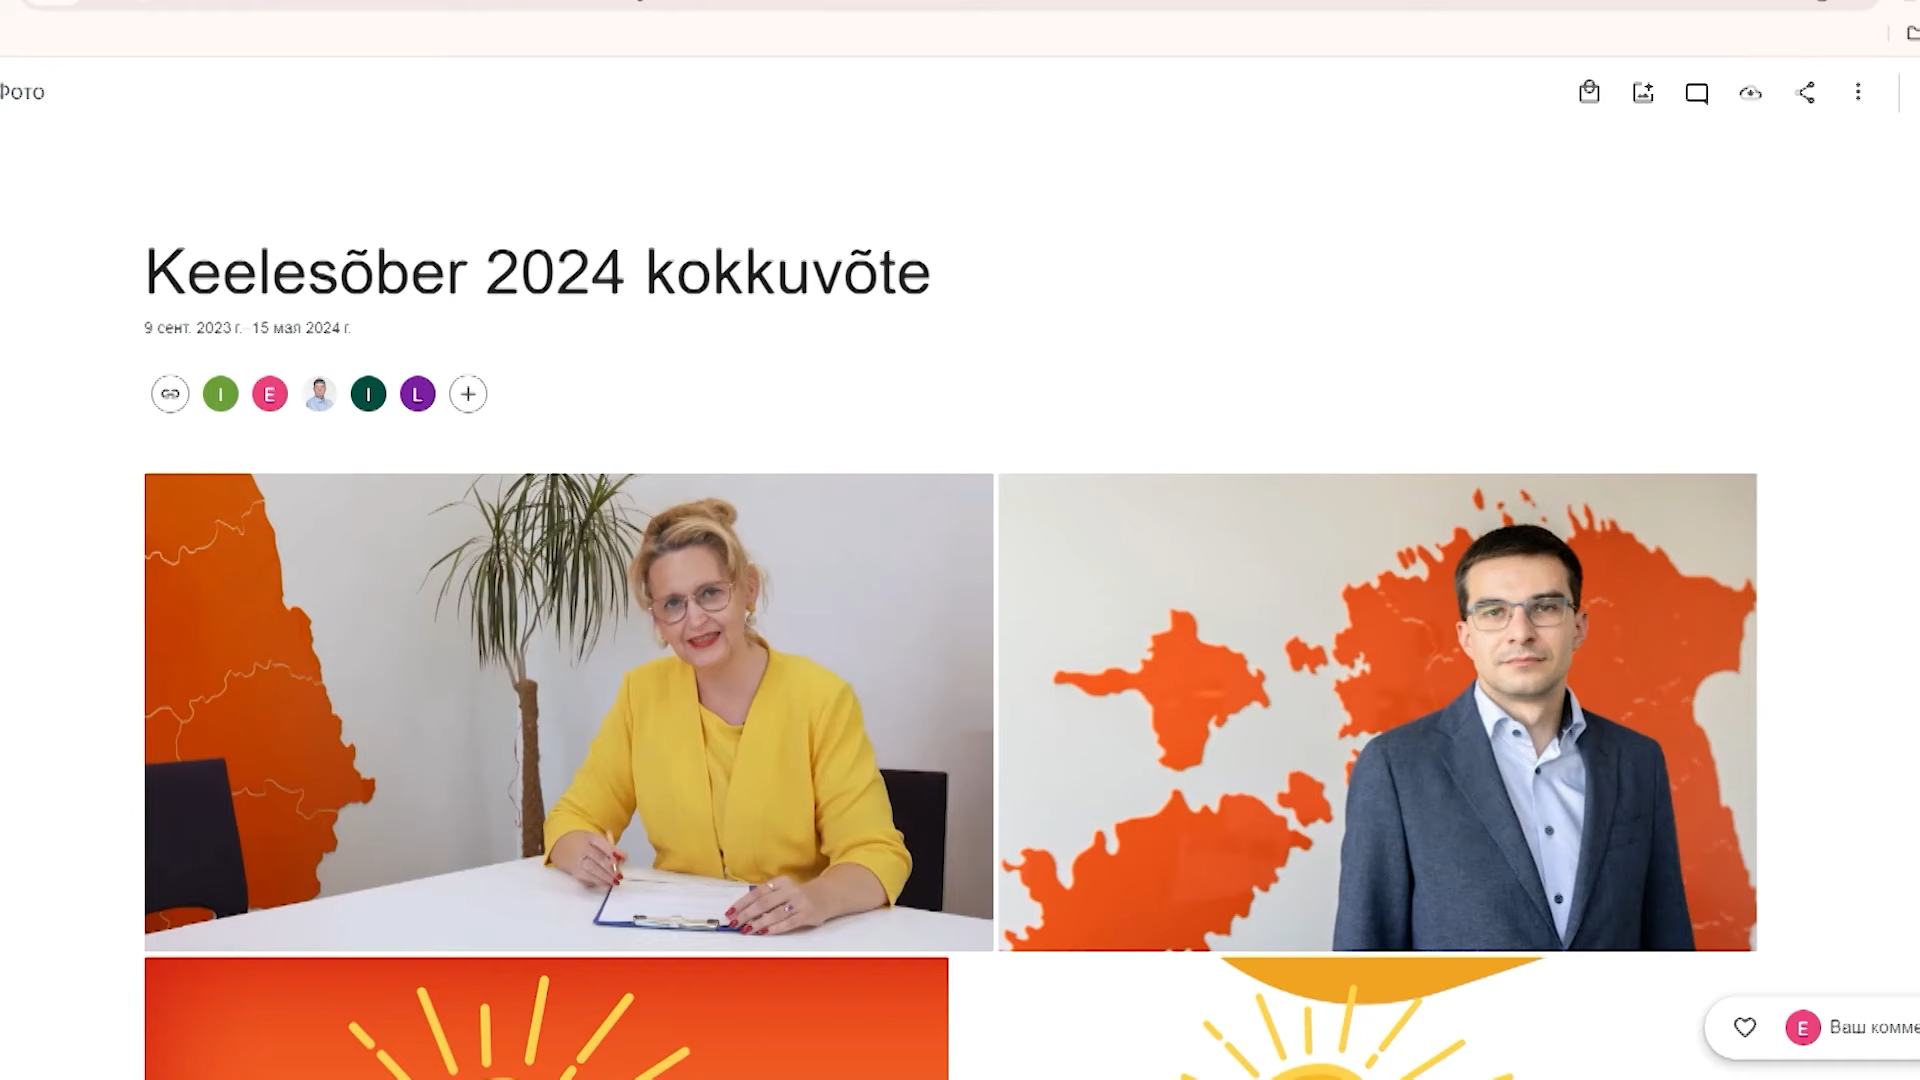 Фото
Keelesõber 2024 kokkuvõte
9 сент. 2023 г.–15 мая 2024 г.
I E I L
E Ваш комме